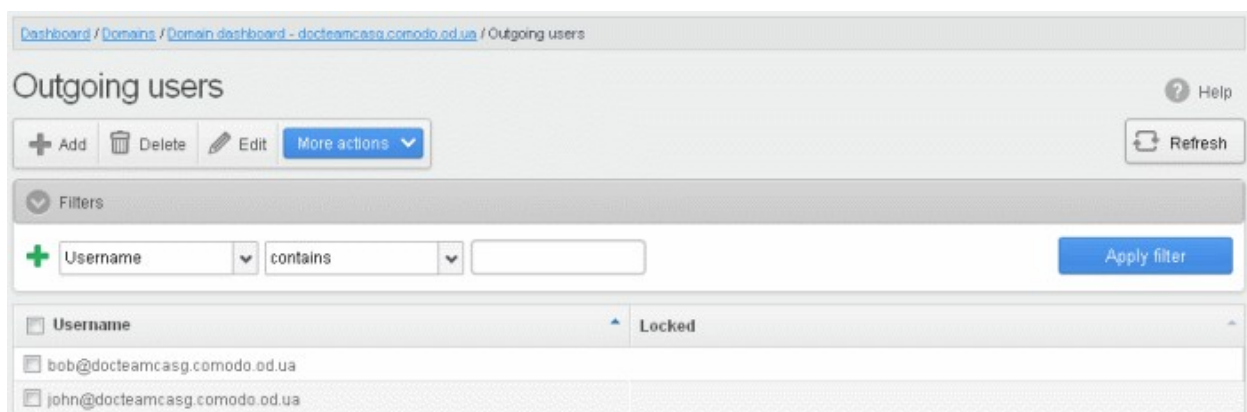 Dashboard / Domains / Domain dashboard - docteamcasg.comodo.od.ua / Outgoing users
Outgoing users
Help
Add Delete Edit More actions Refresh
Filters
Username contains Apply filter
Username Locked
bob@docteamcasg.comodo.od.ua
john@docteamcasg.comodo.od.ua